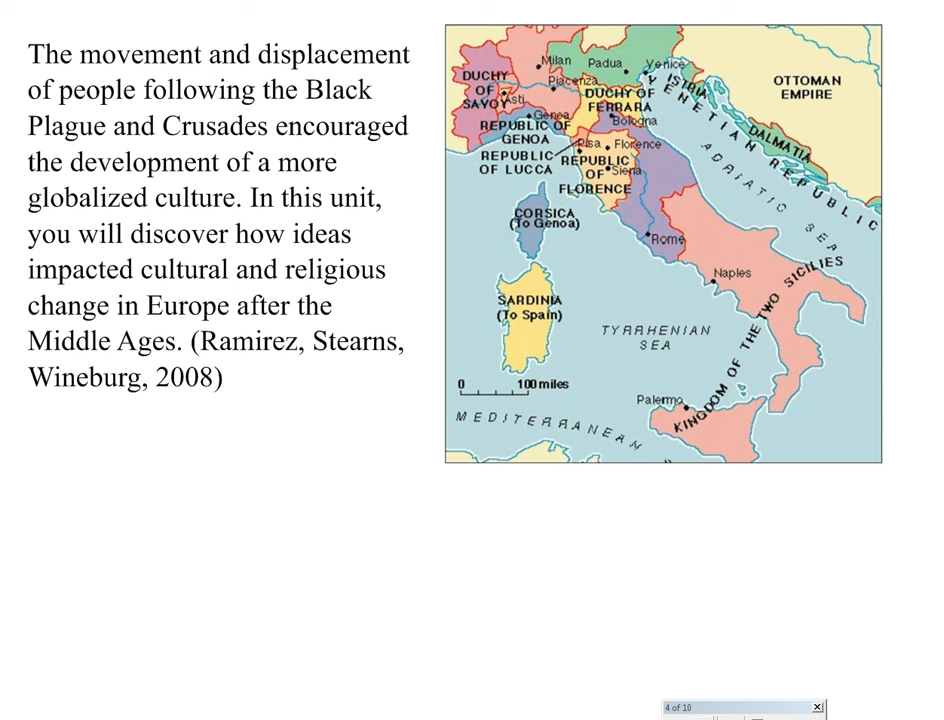 The movement and displacement
of people following the Black
Plague and Crusades encouraged
the development of a more
globalized culture. In this unit,
you will discover how ideas
impacted cultural and religious
change in Europe after the
Middle Ages. (Ramirez, Stearns,
Wineburg, 2008)
Milan
Padua
Venice
DUCHY
OF
SAVOY
Asti
Piacenza
DUCHY OF
FERRARA
ISTRIA
OTTOMAN
EMPIRE
Genoa
Bologna
REPUBLIC OF
GENOA
VENETIAN REPUBLIC
DALMATIA
Pisa
Florence
REPUBLIC
OF LUCCA
REPUBLIC
OF
FLORENCE
Siena
ADRIATIC
SEA
CORSICA
(To Genoa)
Rome
Naples
SARDINIA
(To Spain)
TYRRHENIAN
SEA
KINGDOM OF THE TWO SICILIES
0 100 miles
Palermo
MEDITERRANEAN
4 of 10